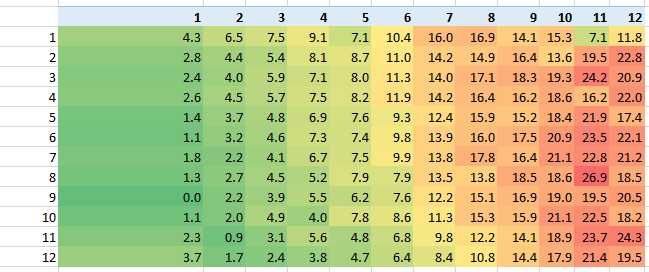 1 2 3 4 5 6 7 8 9 10 11 12
1 4.3 6.5 7.5 9.1 7.1 10.4 16.0 16.9 14.1 15.3 7.1 11.8
2 2.8 4.4 5.4 8.1 8.7 11.0 14.2 14.9 16.4 13.6 19.5 22.8
3 2.4 4.0 5.9 7.1 8.0 11.3 14.0 17.1 18.3 19.3 24.2 20.9
4 2.6 4.5 5.7 7.5 8.2 11.9 14.2 16.4 16.2 18.6 16.2 22.0
5 1.4 3.7 4.8 6.9 7.6 9.3 12.4 15.9 15.2 18.4 21.9 17.4
6 1.1 3.2 4.6 7.3 7.4 9.8 13.9 16.0 17.5 20.9 23.5 22.1
7 1.8 2.2 4.1 6.7 7.5 9.9 13.8 17.8 16.4 21.1 22.8 21.2
8 1.3 2.7 4.5 5.2 7.9 7.9 13.5 13.8 18.5 18.6 26.9 18.5
9 0.0 2.2 3.9 5.5 6.2 7.6 12.2 15.1 16.9 19.0 19.5 20.5
10 1.1 2.0 4.9 4.0 7.8 8.6 11.3 15.3 15.9 21.1 22.5 18.2
11 2.3 0.9 3.1 5.6 4.8 6.8 9.8 12.2 14.1 18.9 23.7 24.3
12 3.7 1.7 2.4 3.8 4.7 6.4 8.4 10.8 14.4 17.9 21.4 19.5